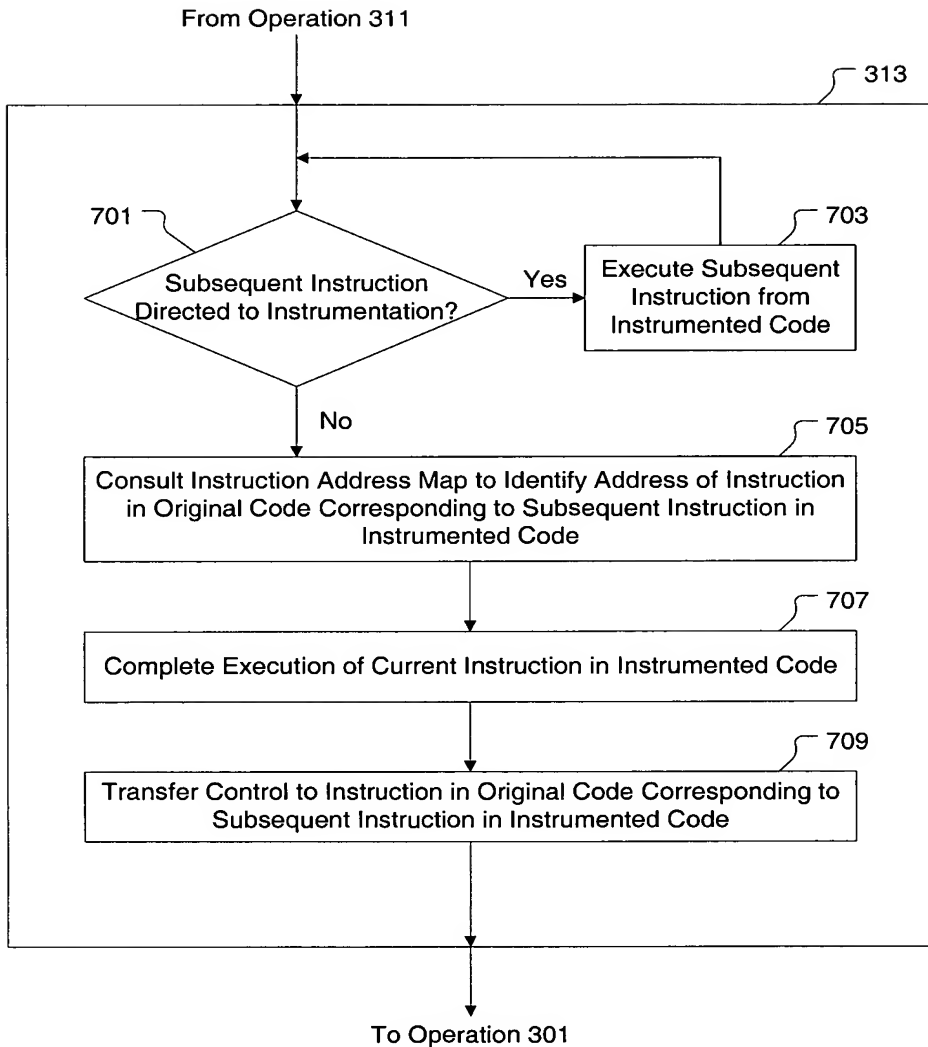 From Operation 311
313
701
703
Subsequent Instruction
Directed to Instrumentation?
Yes
Execute Subsequent
Instruction from
Instrumented Code
No
705
Consult Instruction Address Map to Identify Address of Instruction
in Original Code Corresponding to Subsequent Instruction in
Instrumented Code
707
Complete Execution of Current Instruction in Instrumented Code
709
Transfer Control to Instruction in Original Code Corresponding to
Subsequent Instruction in Instrumented Code
To Operation 301